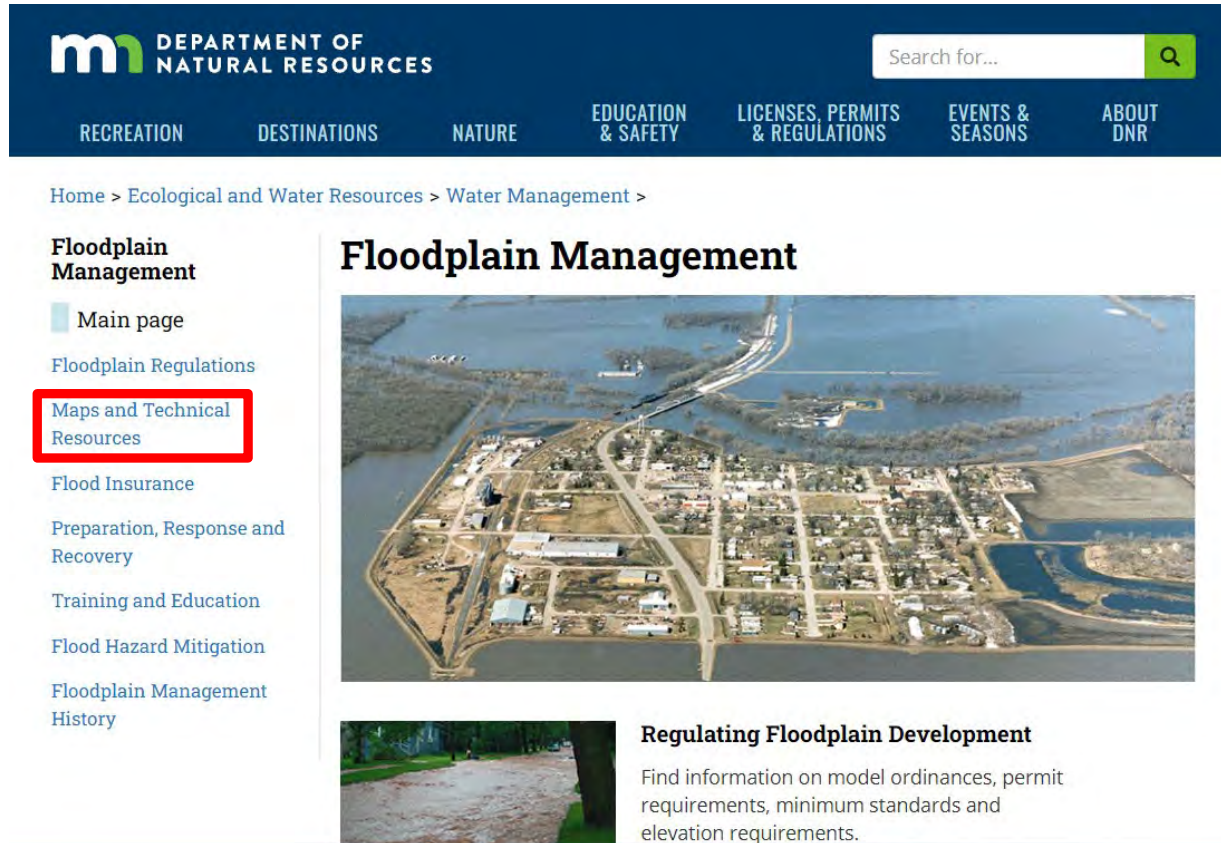 mn DEPARTMENT OF
NATURAL RESOURCES
Search for...
RECREATION
DESTINATIONS
NATURE
EDUCATION
& SAFETY
LICENSES, PERMITS
& REGULATIONS
EVENTS &
SEASONS
ABOUT
DNR
Home > Ecological and Water Resources > Water Management >
Floodplain
Management
Main page
Floodplain Regulations
Maps and Technical
Resources
Flood Insurance
Preparation, Response and
Recovery
Training and Education
Flood Hazard Mitigation
Floodplain Management
History
Floodplain Management
Regulating Floodplain Development
Find information on model ordinances, permit
requirements, minimum standards and
elevation requirements.